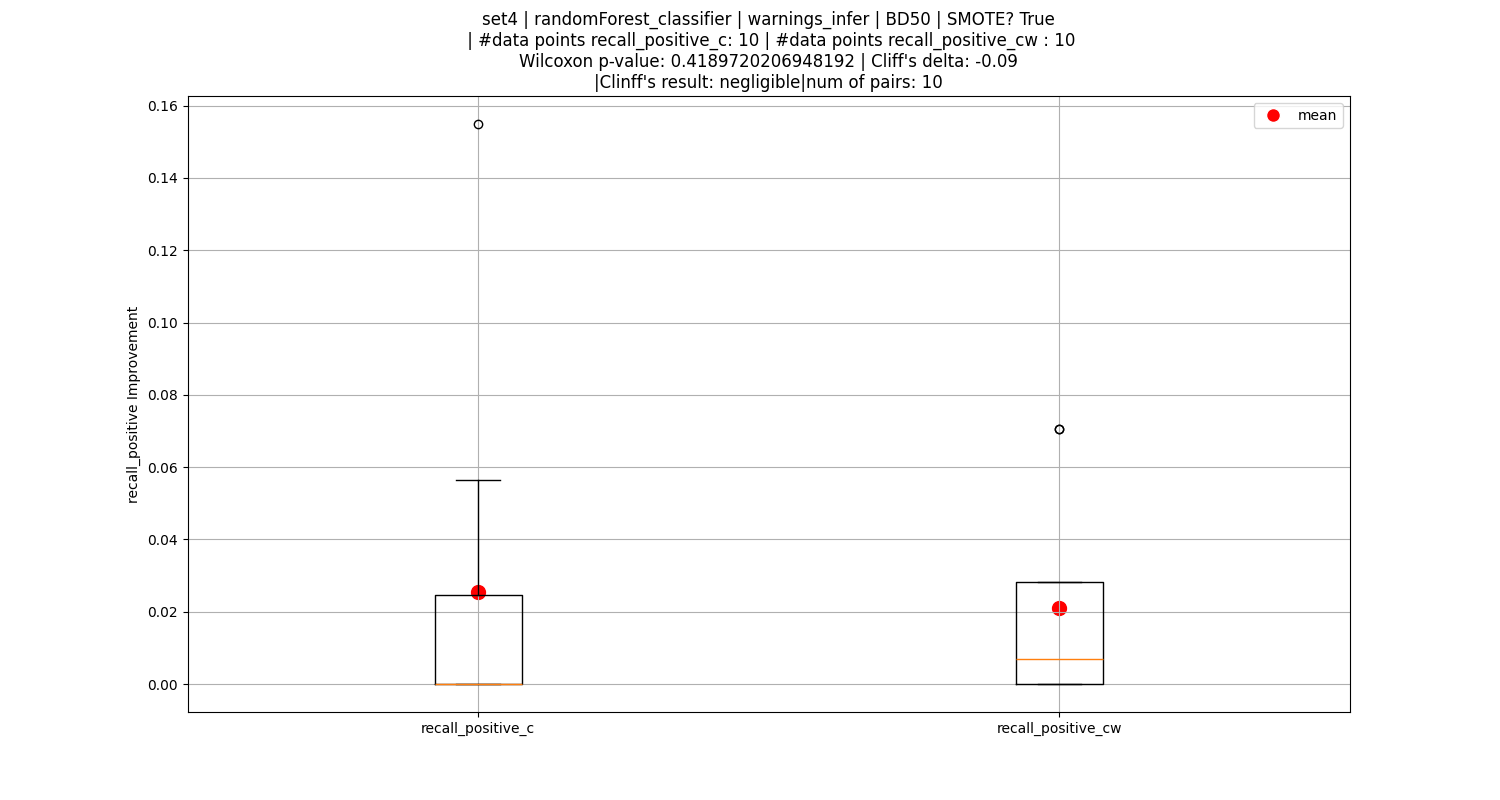 set4 | randomForest_classifier | warnings_infer | BD50 | SMOTE? True
| #data points recall_positive_c: 10 | #data points recall_positive_cw : 10
Wilcoxon p-value: 0.4189720206948192 | Cliff's delta: -0.09
|Clinff's result: negligible|num of pairs: 10
0.16
mean
0.14
0.12
0.10
0.08
0.06
0.04
0.02
0.00
recall_positive Improvement
recall_positive_c
recall_positive_cw